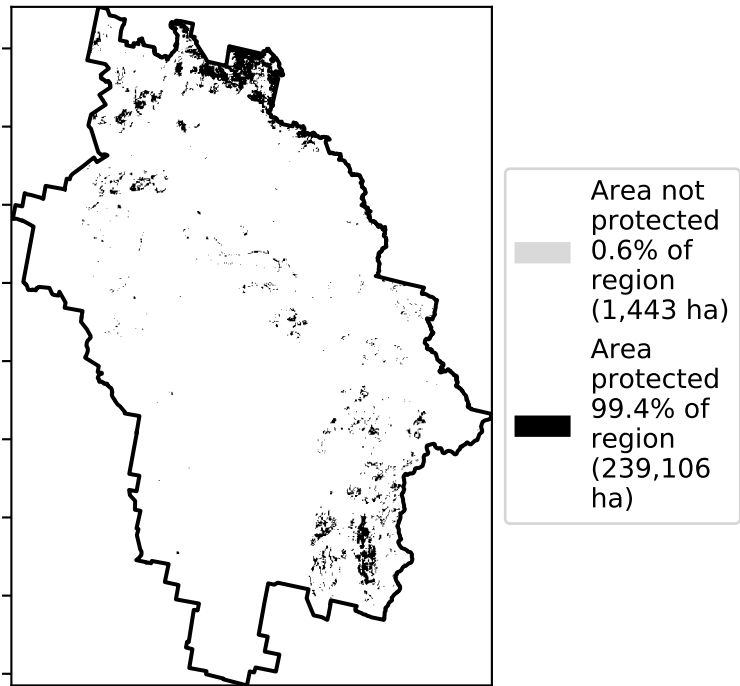 Area not
protected
0.6% of
region
(1,443 ha)
Area
protected
99.4% of
region
(239,106
ha)